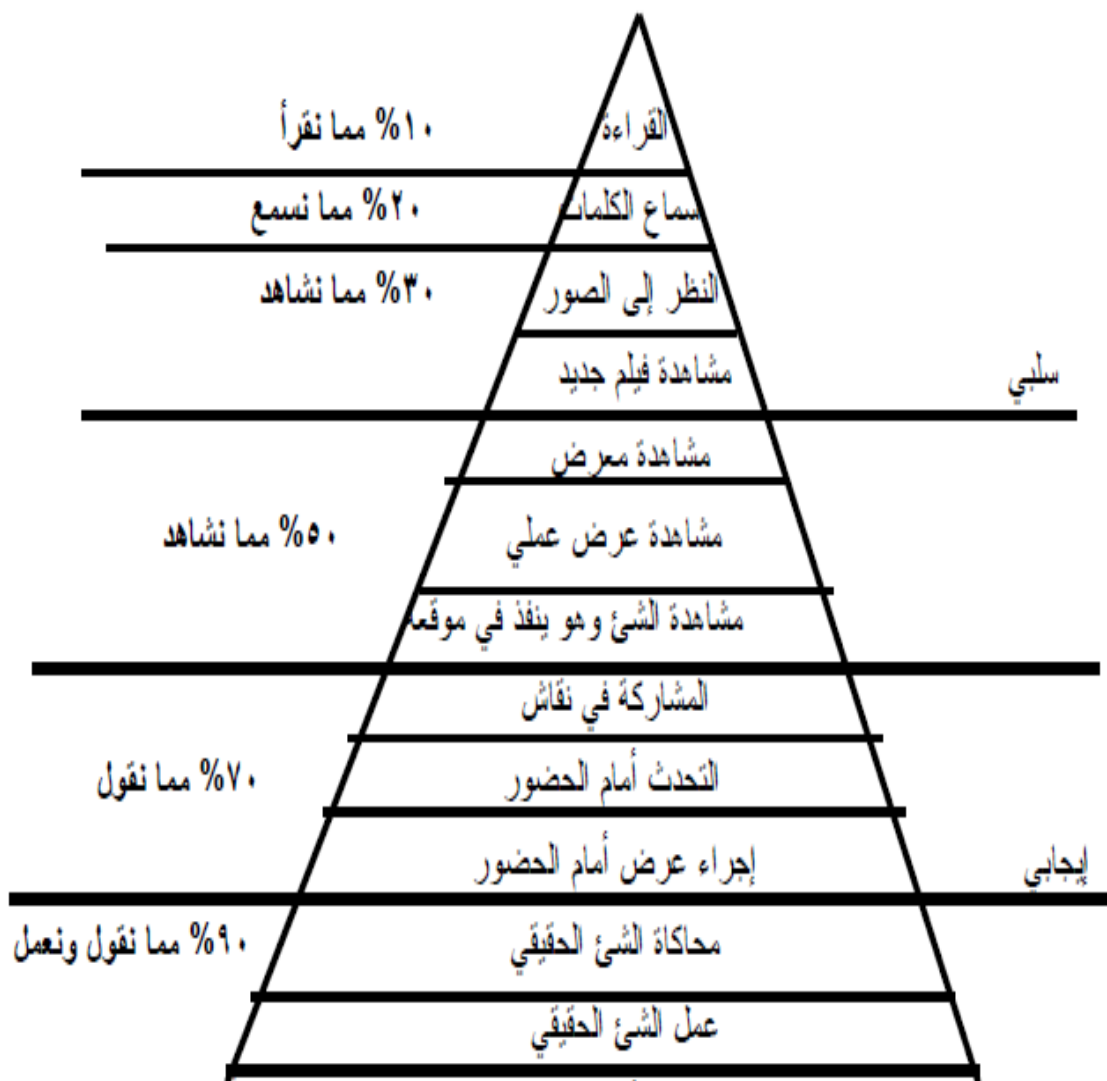 القراءة
١٠% مما نقرأ
سماع الكلمات
٢٠% مما نسمع
النظر إلى الصور
٣٠% مما نشاهد
سلبي
مشاهدة فيلم جديد
مشاهدة معرض
مشاهدة عرض عملي
٥٠% مما نشاهد
مشاهدة الشئ وهو ينفذ في موقعه
المشاركة في نقاش
التحدث أمام الحضور
٧٠% مما نقول
إيجابي
إجراء عرض أمام الحضور
محاكاة الشئ الحقيقي
٩٠% مما نقول ونعمل
عمل الشئ الحقيقي